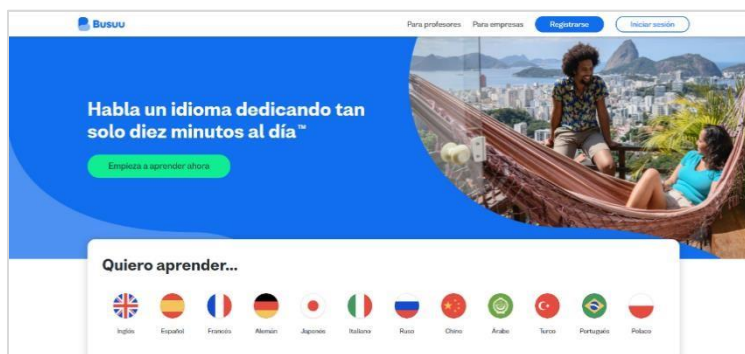 BUSUU
Para profesores Para empresas Registrarse Iniciar sesión
Habla un idioma dedicando tan
solo diez minutos al día™
Empieza a aprender ahora
Quiero aprender...
Inglés Español Francés Alemán Japonés Italiano Ruso Chino Árabe Turco Portugués Polaco